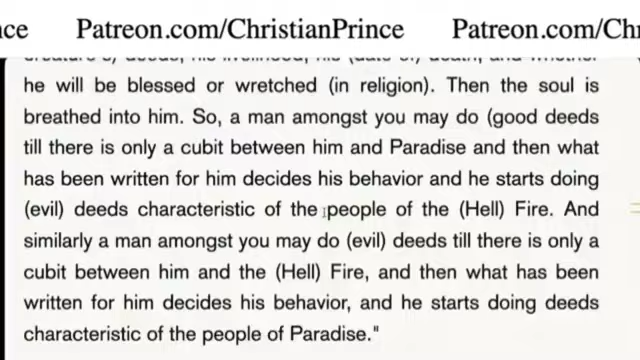 ce Patreon.com/ChristianPrince Patreon.com/Ch
he will be blessed or wretched (in religion). Then the soul is
breathed into him. So, a man amongst you may do (good deeds
till there is only a cubit between him and Paradise and then what
has been written for him decides his behavior and he starts doing
(evil) deeds characteristic of the people of the (Hell) Fire. And
similarly a man amongst you may do (evil) deeds till there is only a
cubit between him and the (Hell) Fire, and then what has been
written for him decides his behavior, and he starts doing deeds
characteristic of the people of Paradise."